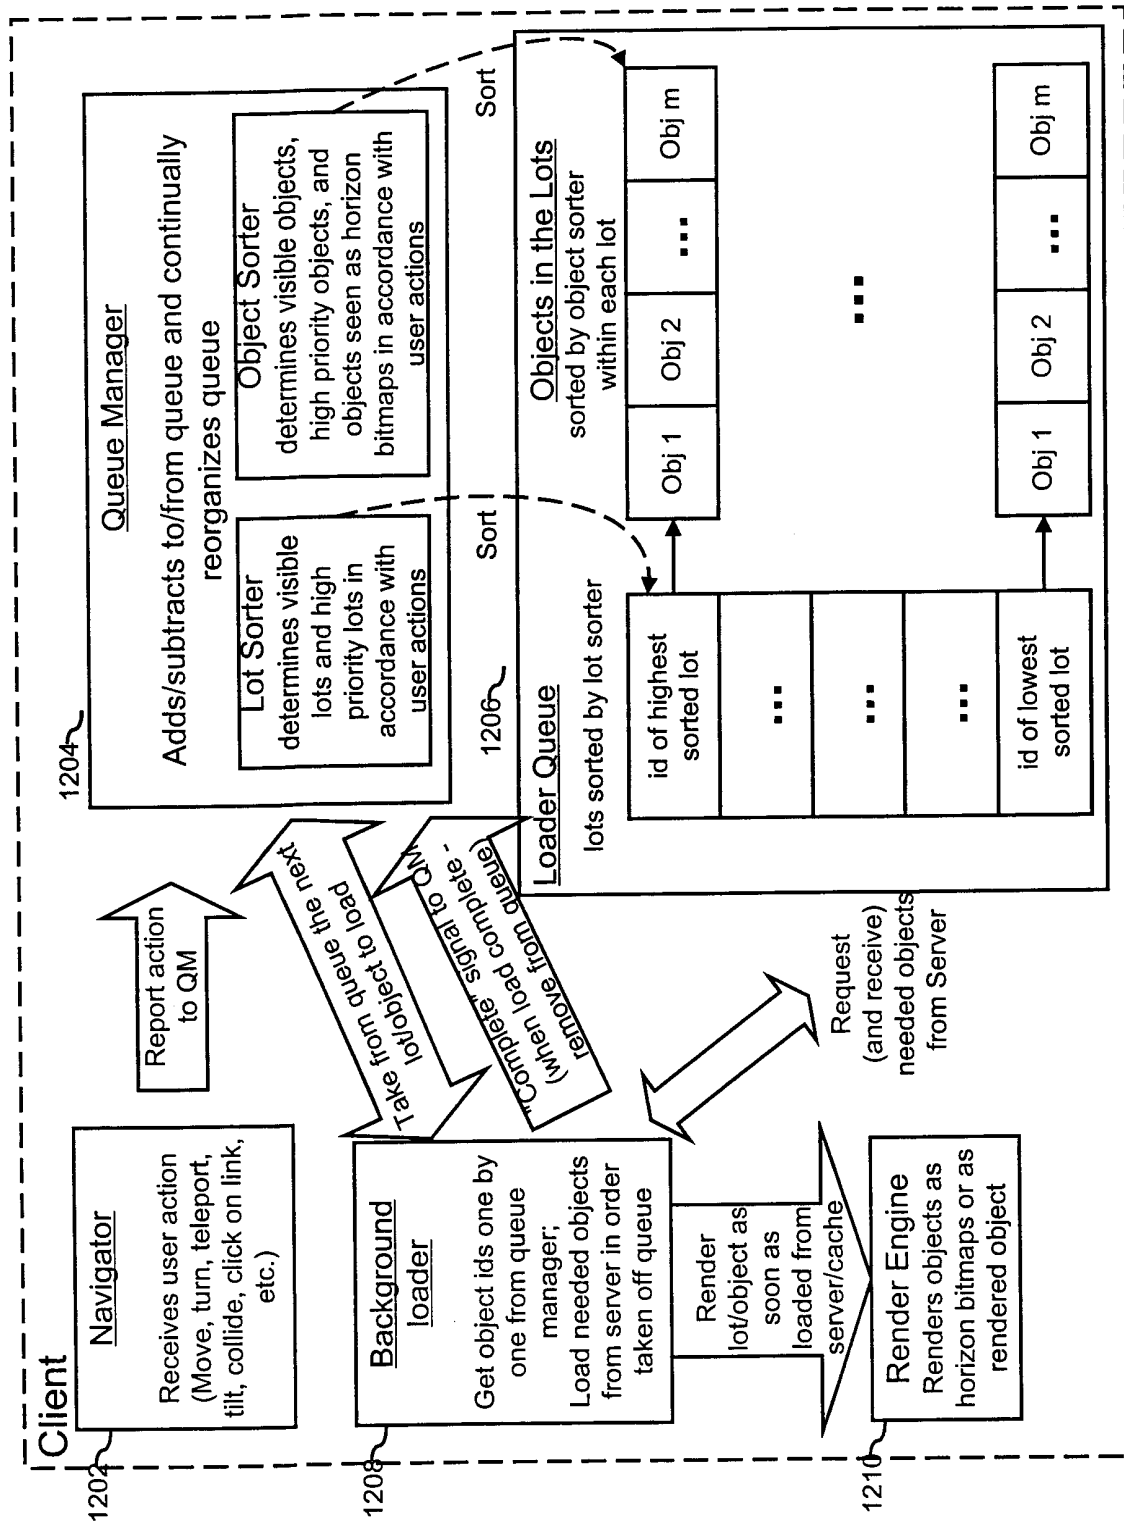 Client
1202
Navigator
Receives user action
(Move, turn, teleport,
tilt, collide, click on link,
etc.)
Report action
to QM
1204
Queue Manager
Adds/subtracts to/from queue and continually
reorganizes queue
Lot Sorter
determines visible
lots and high
priority lots in
accordance with
user actions
Object Sorter
determines visible objects,
high priority objects, and
objects seen as horizon
bitmaps in accordance with
user actions
1208
Background
loader
Get object ids one by
one from queue
manager;
Load needed objects
from server in order
taken off queue
Take from queue the next
lot/object to load
"Complete" signal to QM
(when load complete -
remove from queue)
1206
Sort
Sort
Loader Queue
lots sorted by lot sorter
Objects in the Lots
sorted by object sorter
within each lot
id of highest
sorted lot
Obj 1
Obj 2
...
Obj m
...
...
...
...
id of lowest
sorted lot
Obj 1
Obj 2
...
Obj m
Request
(and receive)
needed objects
from Server
Render
lot/object as
soon as
loaded from
server/cache
1210
Render Engine
Renders objects as
horizon bitmaps or as
rendered object